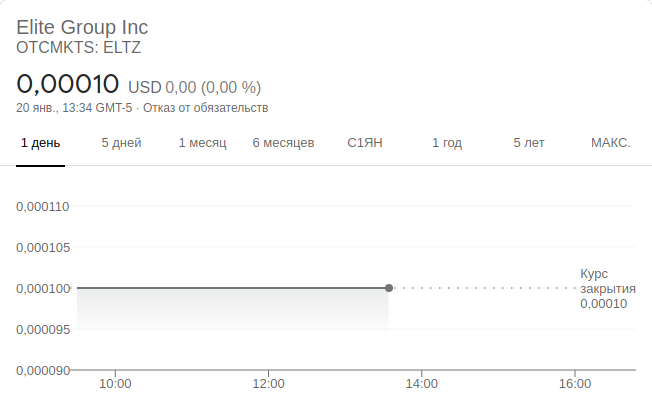 Elite Group Inc
OTCMKTS: ELTZ
0,00010 USD 0,00 (0,00 %)
20 янв., 13:34 GMT-5 · Отказ от обязательств
1 день 5 дней 1 месяц 6 месяцев С1ЯН 1 год 5 лет МАКС.
0,000110
0,000105
0,000100
0,000095
0,000090
Курс
закрытия
0,00010
10:00 12:00 14:00 16:00